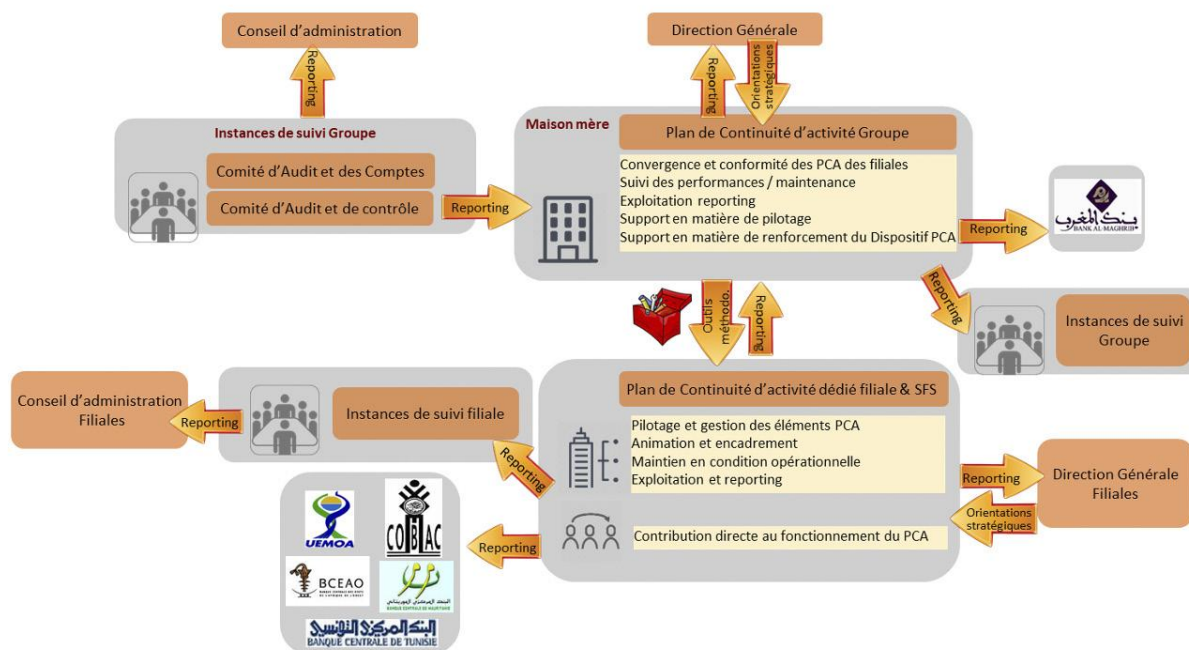 Conseil d'administration
Direction Générale
Reporting
Reporting
Orientations
stratégiques
Instances de suivi Groupe
Comité d'Audit et des Comptes
Comité d'Audit et de contrôle
Reporting
Maison mère
Plan de Continuité d'activité Groupe
Convergence et conformité des PCA des filiales
Suivi des performances / maintenance
Exploitation reporting
Support en matière de pilotage
Support en matière de renforcement du Dispositif PCA
Reporting
بنك المغرب
BANK AL-MAGHRIB
Reporting
Instances de suivi
Groupe
Outils
méthodo.
Reporting
Plan de Continuité d'activité dédié filiale & SFS
Pilotage et gestion des éléments PCA
Animation et encadrement
Maintien en condition opérationnelle
Exploitation et reporting
Contribution directe au fonctionnement du PCA
Conseil d'administration
Filiales
Reporting
Instances de suivi filiale
Reporting
Reporting
Direction Générale
Filiales
Orientations
stratégiques
Reporting
UEMOA
COBAC
BCEAO
BANQUE CENTRALE DE MAURITANIE
البنك المركزي التونسي
BANQUE CENTRALE DE TUNISIE